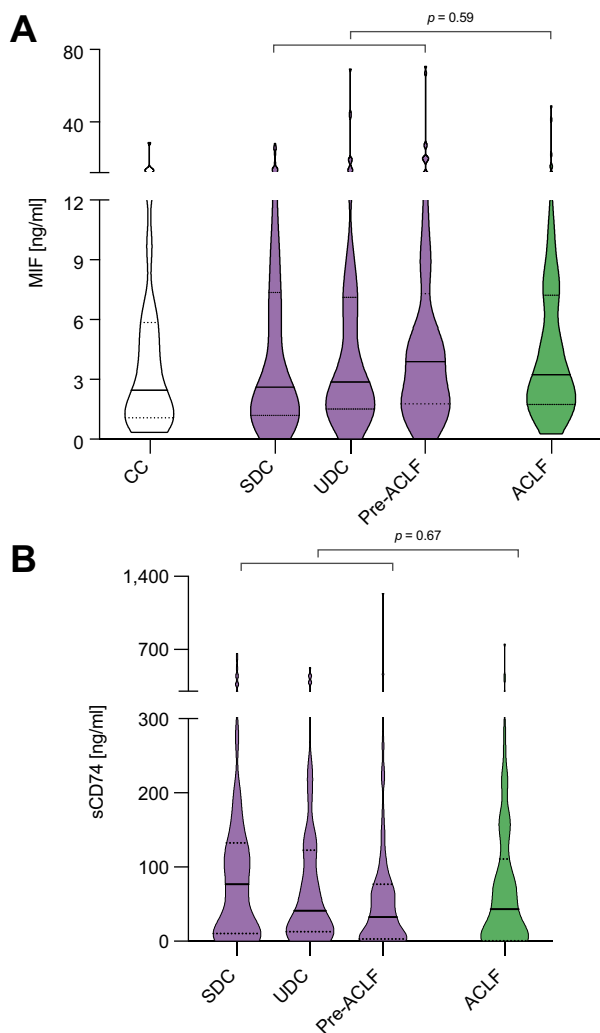 A
p = 0.59
80
40
12
9
6
3
0
MIF [ng/ml]
CC
SDC
UDC
Pre-ACLF
ACLF
B
p = 0.67
1,400
700
300
200
100
0
sCD74 [ng/ml]
SDC
UDC
Pre-ACLF
ACLF